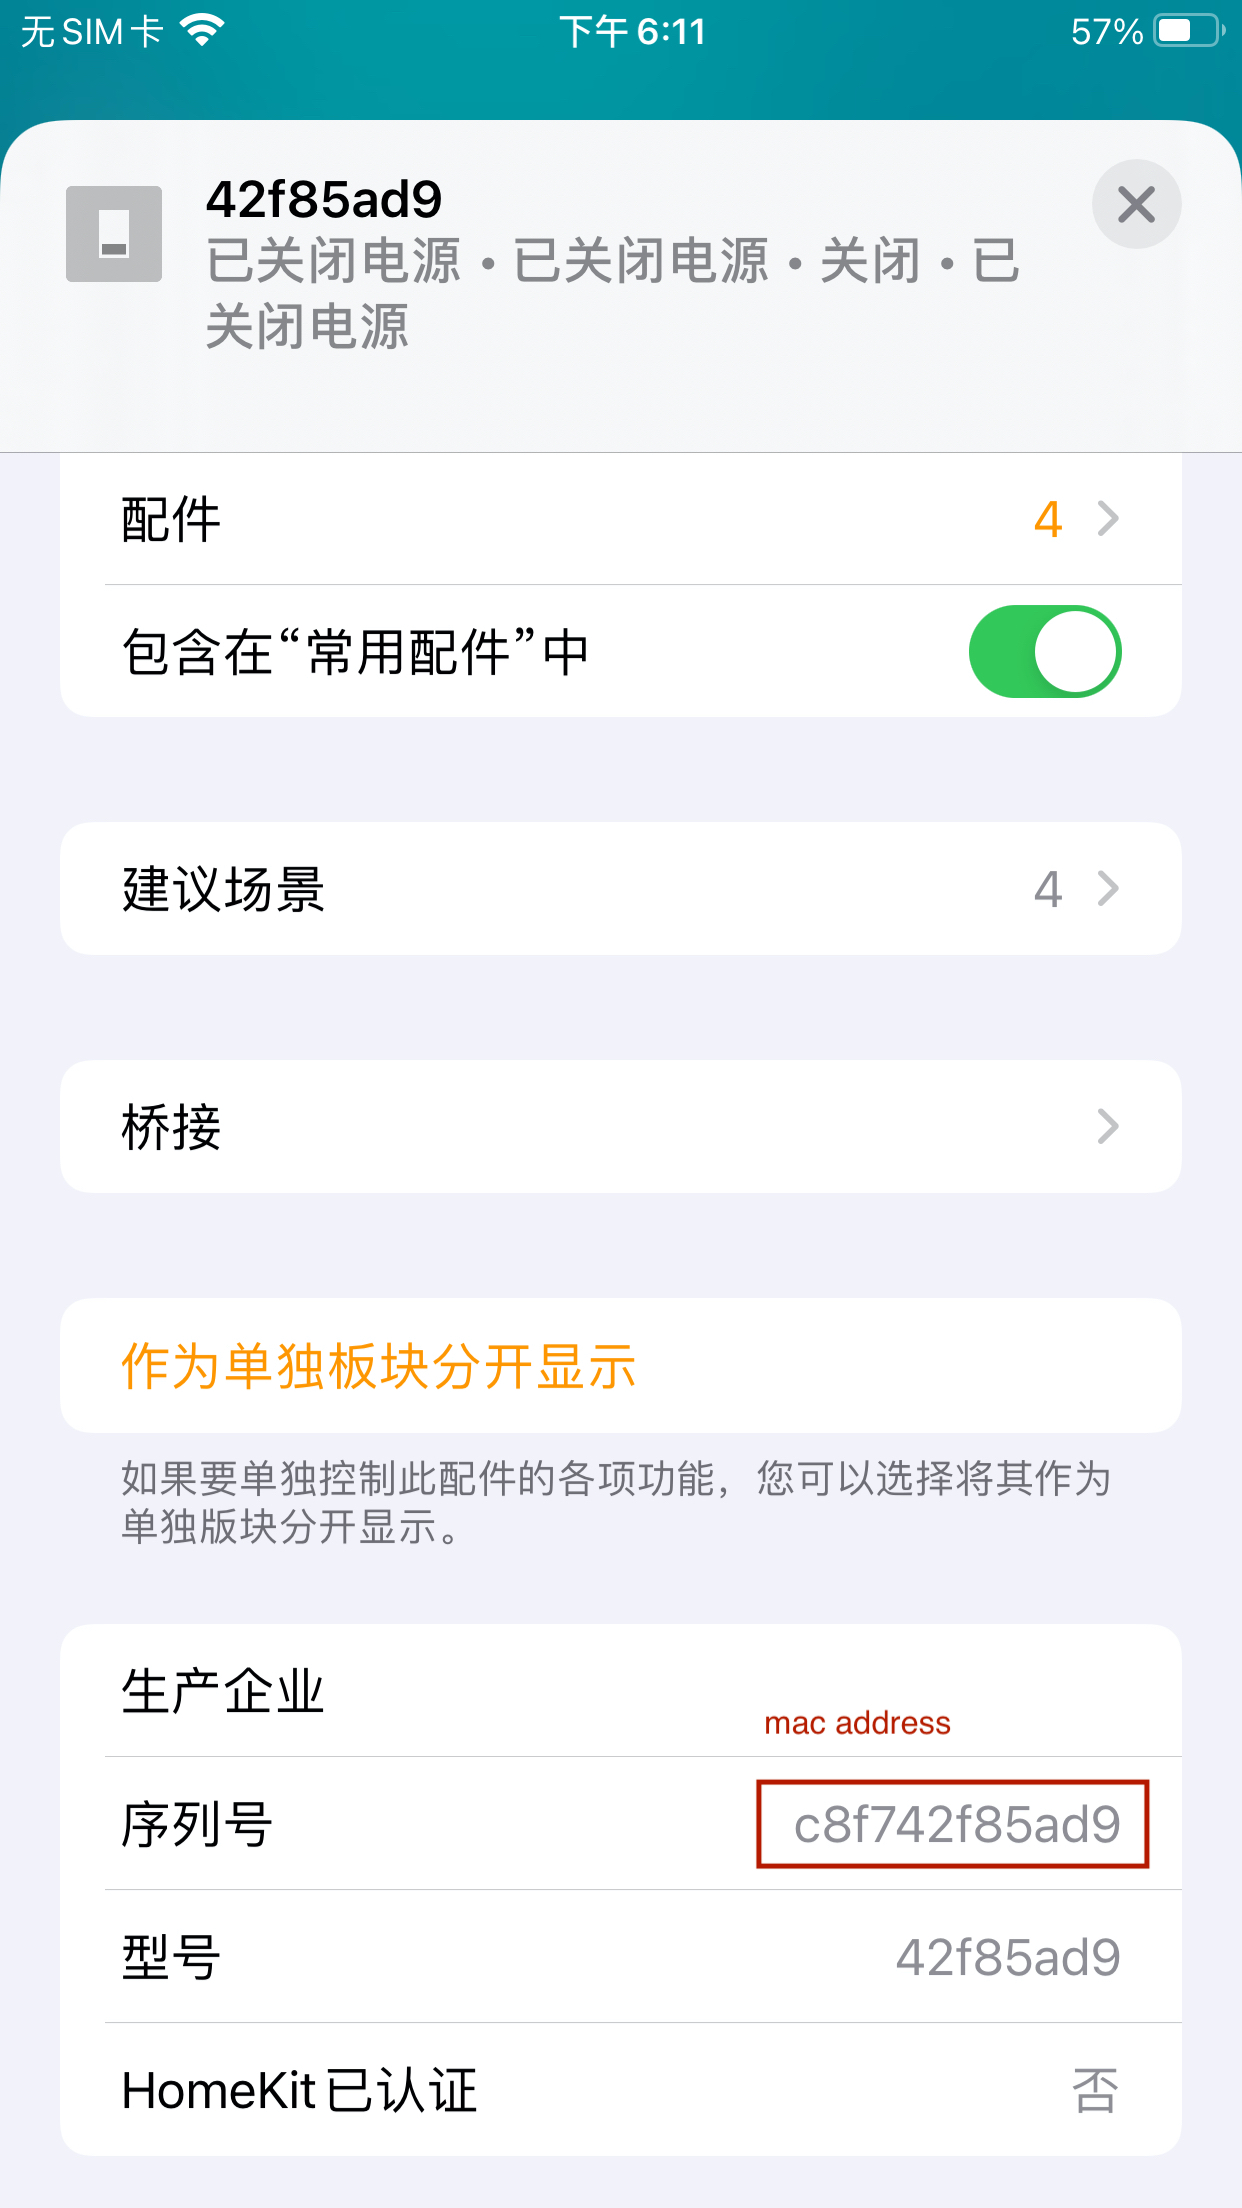 无 SIM 卡 下午 6:11 57%
42f85ad9
已关闭电源 • 已关闭电源 • 关闭 • 已
关闭电源
配件 4
包含在“常用配件”中
建议场景 4
桥接
作为单独板块分开显示
如果要单独控制此配件的各项功能，您可以选择将其作为
单独版块分开显示。
生产企业
mac address
序列号 c8f742f85ad9
型号 42f85ad9
HomeKit 已认证 否